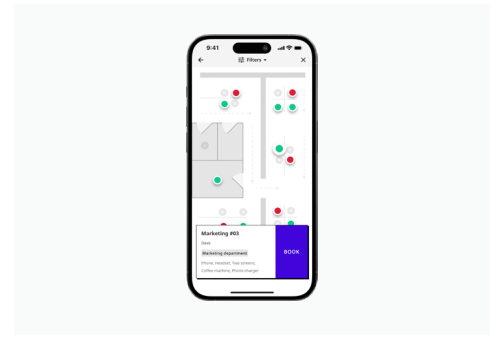 9:41
Filters
Marketing #03
Desk
Marketing department
Phone, Headset, Two screens,
Coffee machine, Phone charger
BOOK